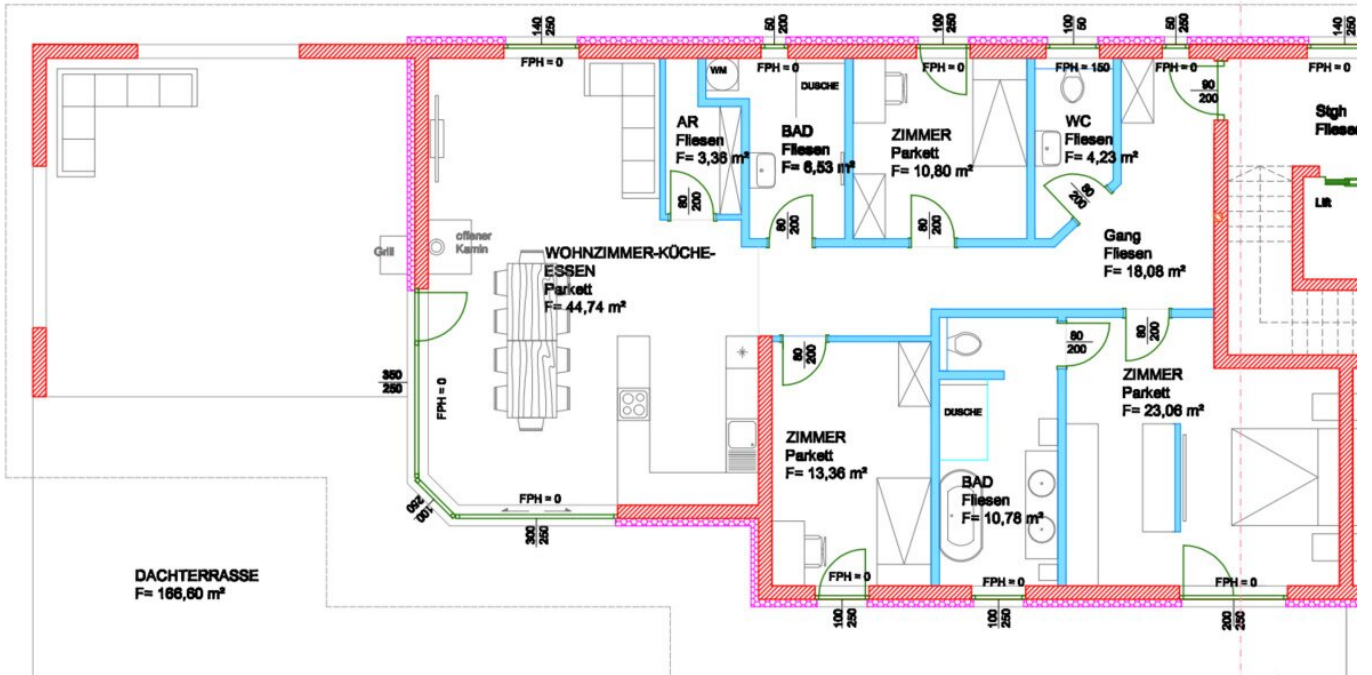 140
250
50
200
100
250
100
50
50
250
140
250
FPH = 0
FPH = 0
FPH = 0
FPH = 150
FPH = 0
FPH = 0
WM
DUSCHE
90
200
AR
Fliesen
F= 3,36 m²
BAD
Fliesen
F= 6,53 m²
ZIMMER
Parkett
F= 10,80 m²
WC
Fliesen
F= 4,23 m²
Stgh
Fliesen
Lift
80
200
80
200
80
200
80
200
Grill
offener
Kamin
WOHNZIMMER-KÜCHE-
ESSEN
Parkett
F= 44,74 m²
Gang
Fliesen
F= 18,08 m²
80
200
80
200
80
200
350
250
FPH = 0
DUSCHE
ZIMMER
Parkett
F= 23,06 m²
ZIMMER
Parkett
F= 13,36 m²
BAD
Fliesen
F= 10,78 m²
FPH = 0
100
250
300
250
DACHTERRASSE
F= 166,60 m²
FPH = 0
FPH = 0
FPH = 0
100
250
100
250
200
250